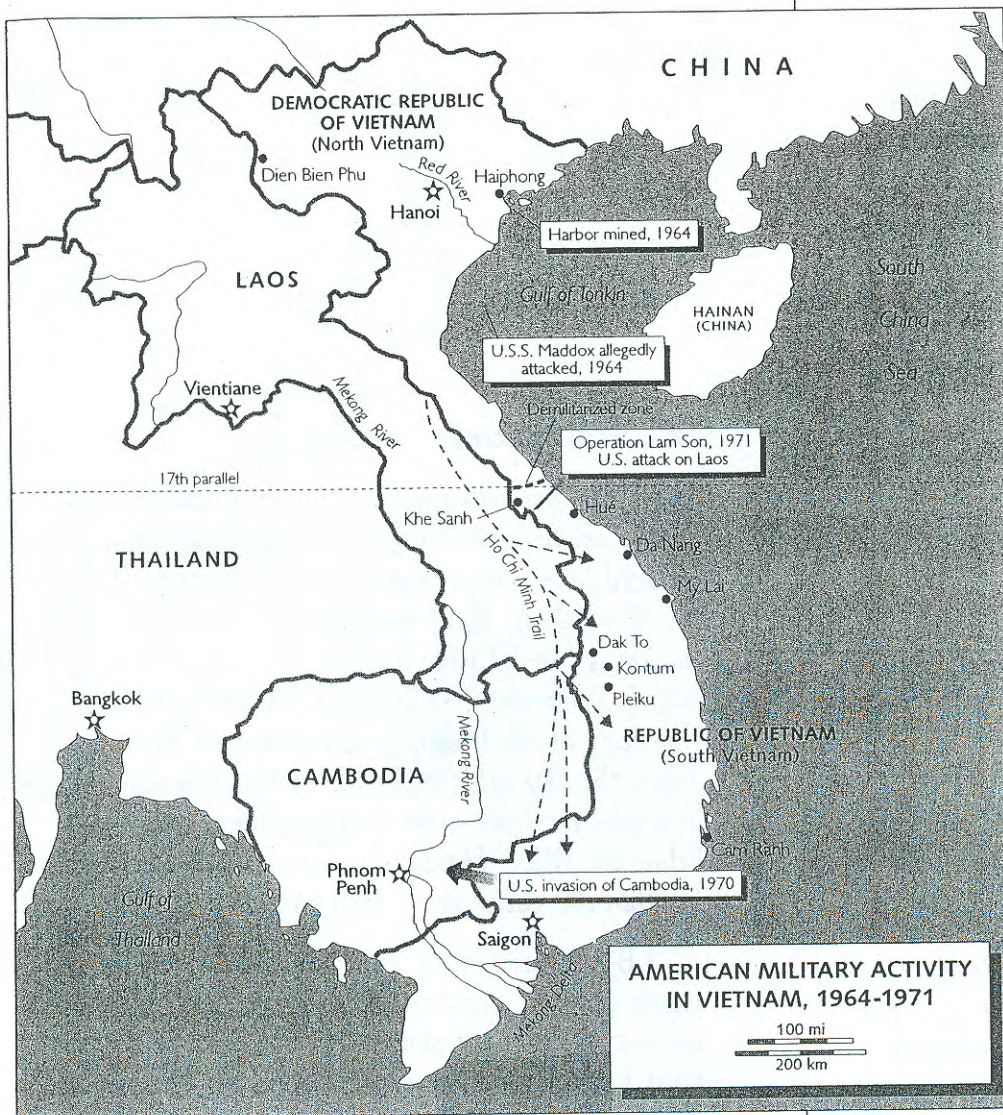 CHINA
DEMOCRATIC REPUBLIC
OF VIETNAM
(North Vietnam)
Dien Bien Phu
Red River
Hanoi
Haiphong
Harbor mined, 1964
LAOS
Gulf of Tonkin
South
China
Sea
HAINAN
(CHINA)
U.S.S. Maddox allegedly
attacked, 1964
Vientiane
Mekong River
Demilitarized zone
Operation Lam Son, 1971
U.S. attack on Laos
17th parallel
Khe Sanh
Hué
THAILAND
Ho Chi Minh Trail
Da Nang
My Lai
Dak To
Kontum
Pleiku
Bangkok
REPUBLIC OF VIETNAM
(South Vietnam)
CAMBODIA
Mekong River
Cam Ranh
Phnom
Penh
U.S. invasion of Cambodia, 1970
Gulf of
Thailand
Saigon
Mekong Delta
AMERICAN MILITARY ACTIVITY
IN VIETNAM, 1964-1971
100 mi
200 km